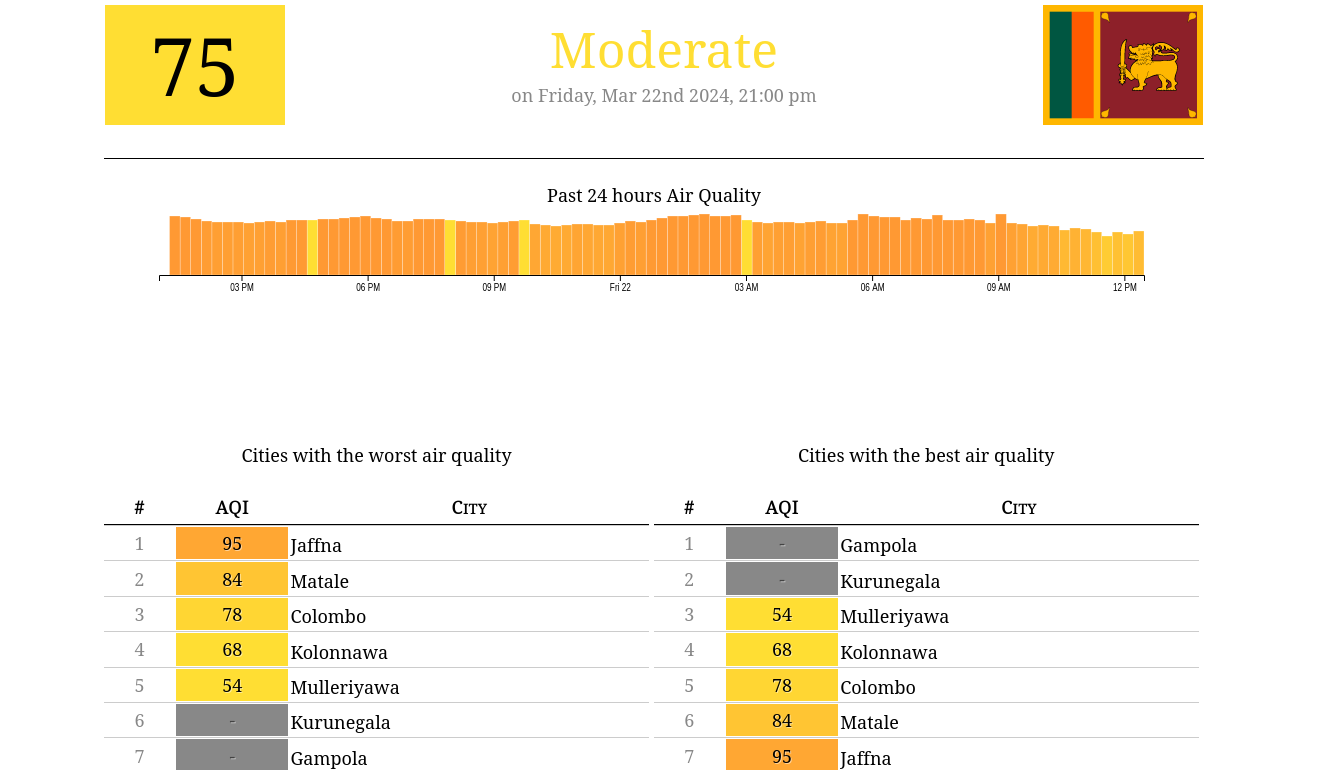 75
Moderate
on Friday, Mar 22nd 2024, 21:00 pm
Past 24 hours Air Quality
03 PM 06 PM 09 PM Fri 22 03 AM 06 AM 09 AM 12 PM
Cities with the worst air quality
# AQI City
1 95 Jaffna
2 84 Matale
3 78 Colombo
4 68 Kolonnawa
5 54 Mulleriyawa
6 - Kurunegala
7 - Gampola
Cities with the best air quality
# AQI City
1 - Gampola
2 - Kurunegala
3 54 Mulleriyawa
4 68 Kolonnawa
5 78 Colombo
6 84 Matale
7 95 Jaffna